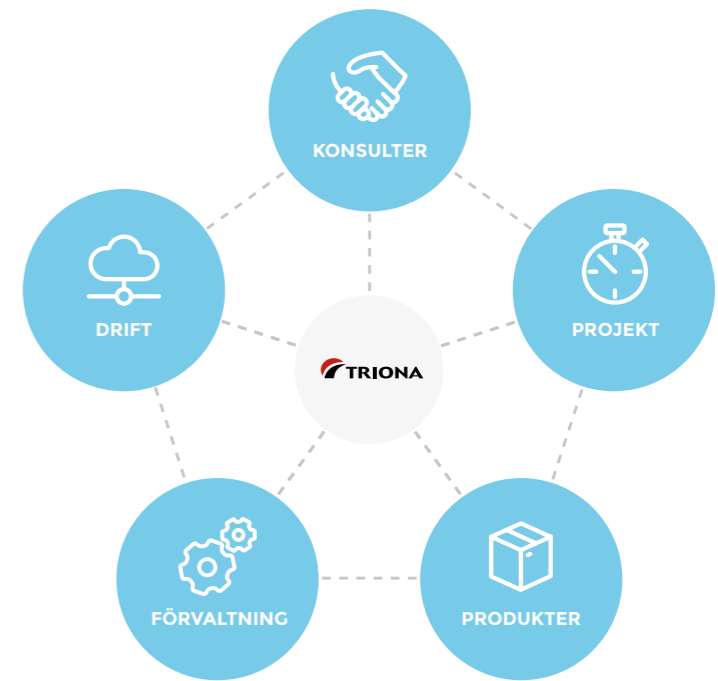 KONSULTER
DRIFT
PROJEKT
TRIONA
FÖRVALTNING
PRODUKTER